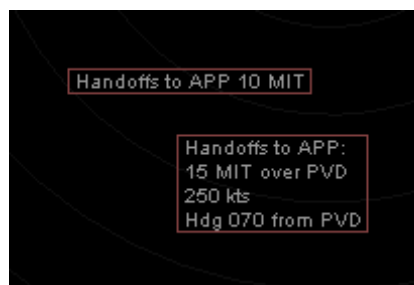 Handoffs to APP 10 MIT
Handoffs to APP:
15 MIT over PVD
250 kts
Hdg 070 from PVD